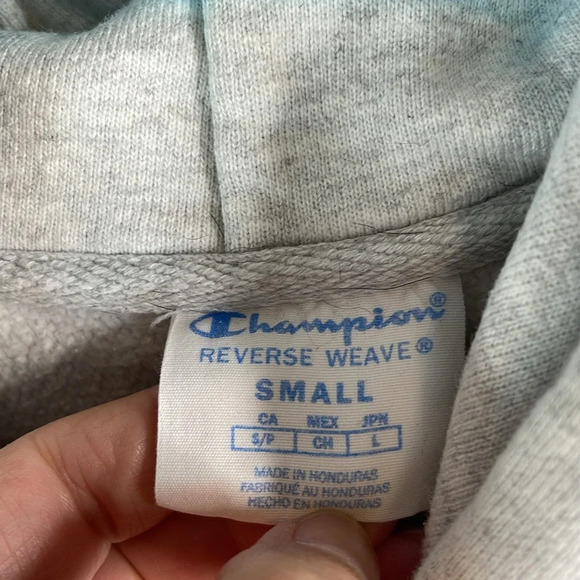 Champion®
REVERSE WEAVE®
SMALL
CA MEX JPN
S/P CH L
MADE IN HONDURAS
FABRIQUÉ AU HONDURAS
HECHO EN HONDURAS